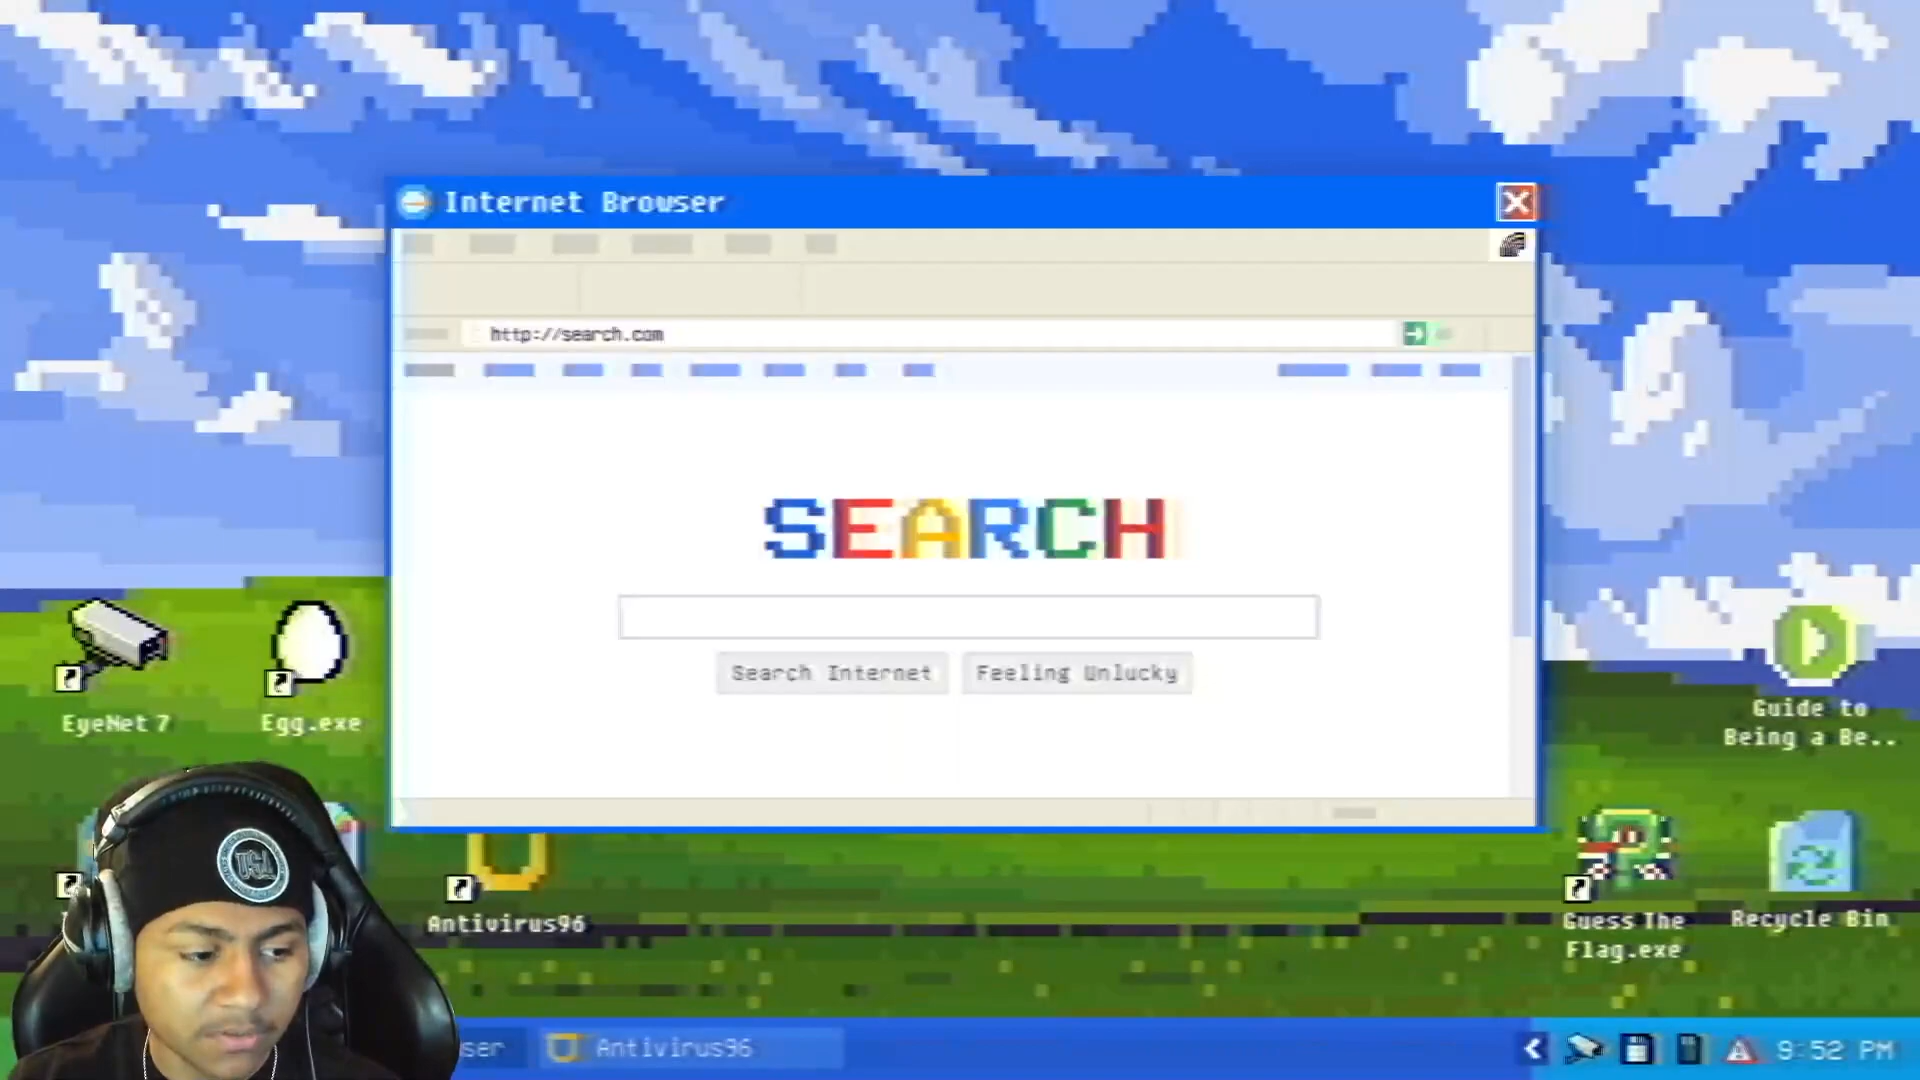 Internet Browser
http://search.com
SEARCH
Search Internet
Feeling Unlucky
EyeNet 7
Egg.exe
Guide to
Being a Be..
Antivirus96
Guess The
Flag.exe
Recycle Bin
ser
Antivirus96
9:52 PM